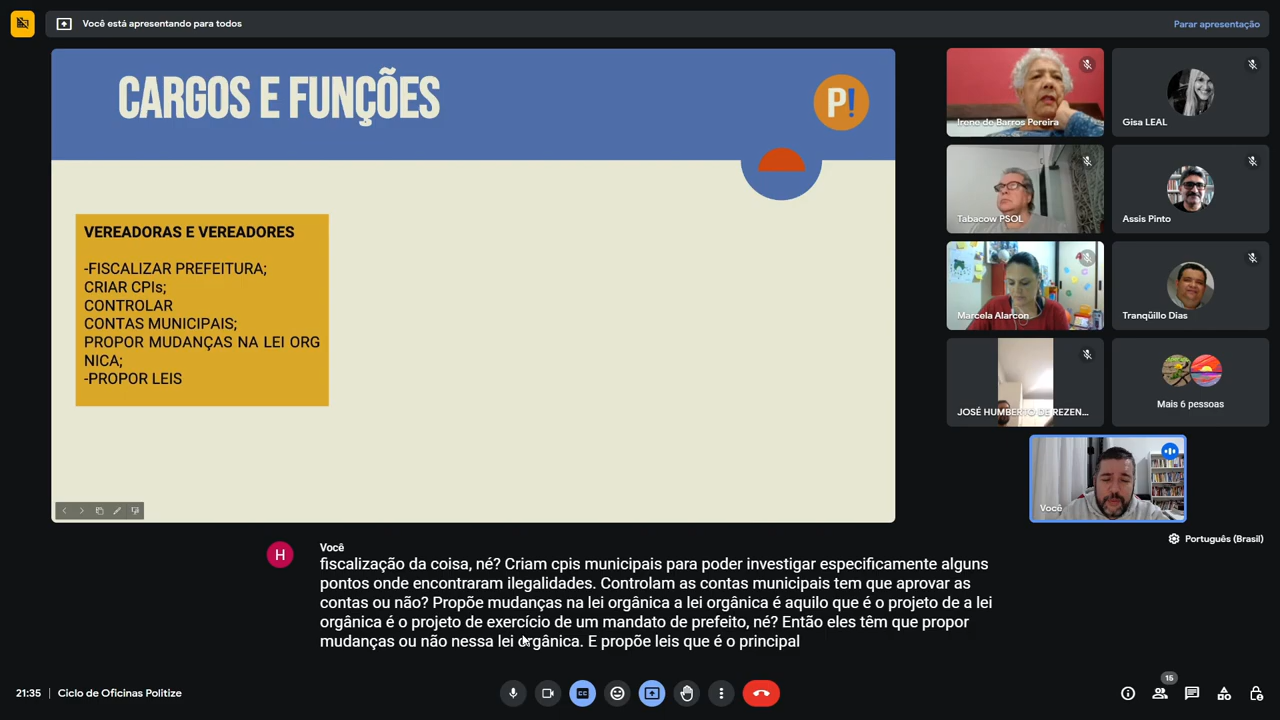 Você está apresentando para todos
Parar apresentação
CARGOS E FUNÇÕES
P!
VEREADORAS E VEREADORES
-FISCALIZAR PREFEITURA;
CRIAR CPIs;
CONTROLAR
CONTAS MUNICIPAIS;
PROPOR MUDANÇAS NA LEI ORG
NICA;
-PROPOR LEIS
Irene de Barros Pereira
Gisa LEAL
Tabacow PSOL
Assis Pinto
Marcela Alarcon
Tranqüillo Dias
JOSÉ HUMBERTO DE REZEN...
Mais 6 pessoas
Você
Português (Brasil)
H
Você
fiscalização da coisa, né? Criam cpis municipais para poder investigar especificamente alguns
pontos onde encontraram ilegalidades. Controlam as contas municipais tem que aprovar as
contas ou não? Propõe mudanças na lei orgânica a lei orgânica é aquilo que é o projeto de a lei
orgânica é o projeto de exercício de um mandato de prefeito, né? Então eles têm que propor
mudanças ou não nessa lei orgânica. E propõe leis que é o principal
21:35
Ciclo de Oficinas Politize
CC
15